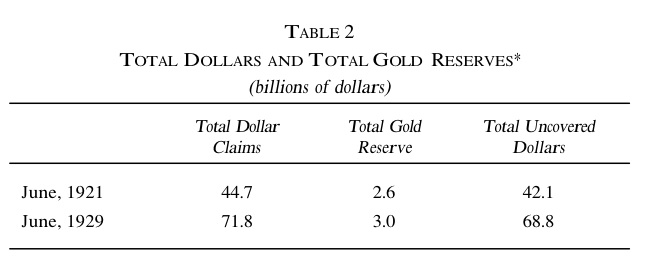 TABLE 2
TOTAL DOLLARS AND TOTAL GOLD RESERVES*
(billions of dollars)
Total Dollar Claims Total Gold Reserve Total Uncovered Dollars
June, 1921 44.7 2.6 42.1
June, 1929 71.8 3.0 68.8